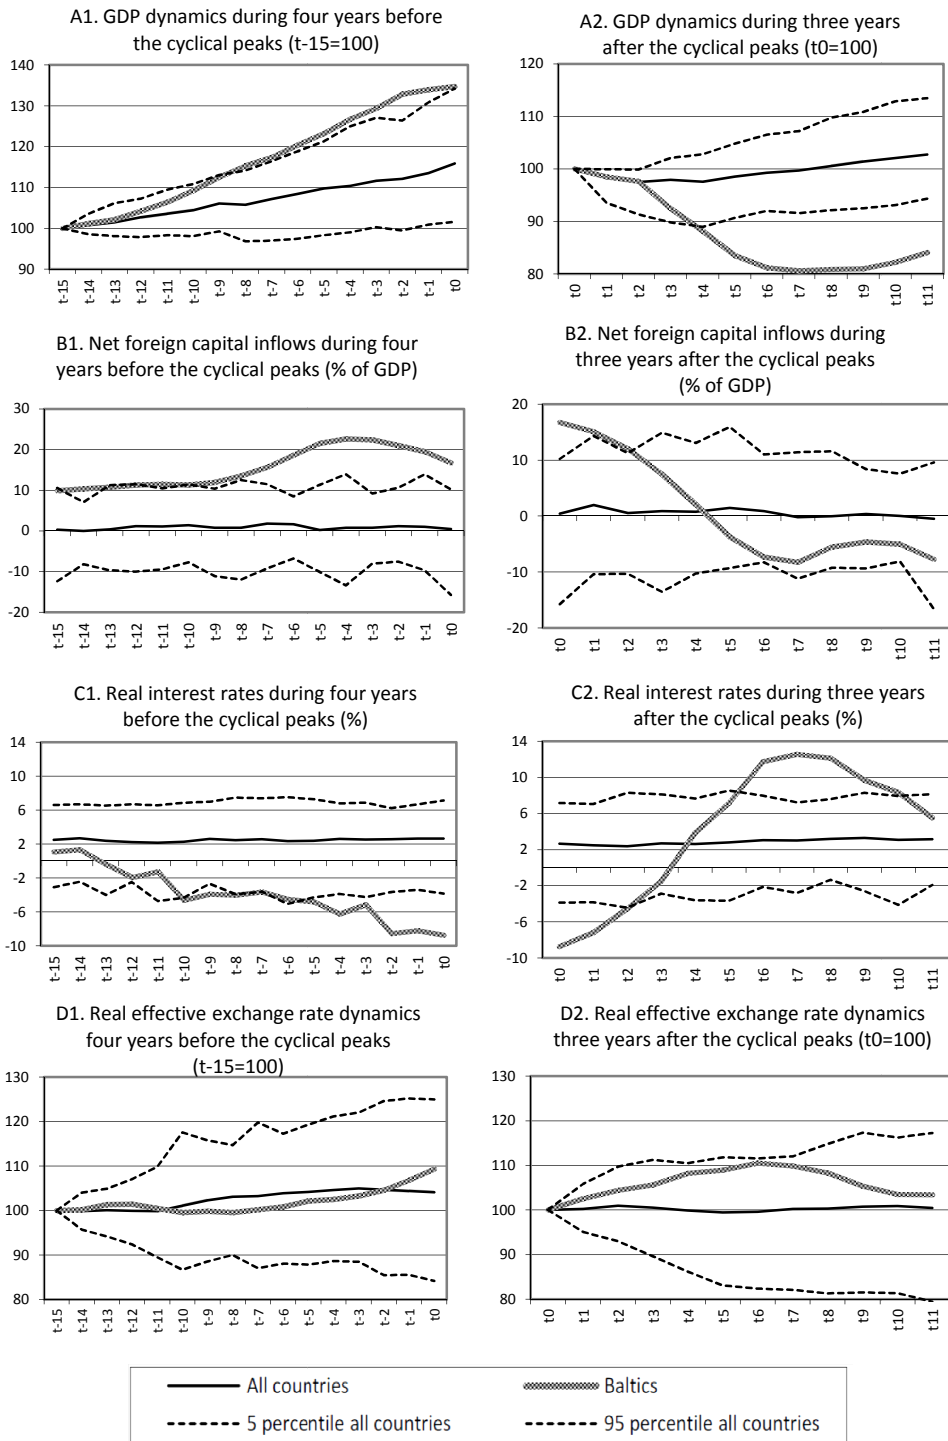 A1. GDP dynamics during four years before
the cyclical peaks (t-15=100)
140
130
120
110
100
90
t-15
t-14
t-13
t-12
t-11
t-10
t-9
t-8
t-7
t-6
t-5
t-4
t-3
t-2
t-1
t0
A2. GDP dynamics during three years
after the cyclical peaks (t0=100)
120
110
100
90
80
t0
t1
t2
t3
t4
t5
t6
t7
t8
t9
t10
t11
B1. Net foreign capital inflows during four
years before the cyclical peaks (% of GDP)
30
20
10
0
-10
-20
t-15
t-14
t-13
t-12
t-11
t-10
t-9
t-8
t-7
t-6
t-5
t-4
t-3
t-2
t-1
t0
B2. Net foreign capital inflows during
three years after the cyclical peaks
(% of GDP)
20
10
0
-10
-20
t0
t1
t2
t3
t4
t5
t6
t7
t8
t9
t10
t11
C1. Real interest rates during four years
before the cyclical peaks (%)
14
10
6
2
-2
-6
-10
t-15
t-14
t-13
t-12
t-11
t-10
t-9
t-8
t-7
t-6
t-5
t-4
t-3
t-2
t-1
t0
C2. Real interest rates during three years
after the cyclical peaks (%)
14
10
6
2
-2
-6
-10
t0
t1
t2
t3
t4
t5
t6
t7
t8
t9
t10
t11
D1. Real effective exchange rate dynamics
four years before the cyclical peaks
(t-15=100)
130
120
110
100
90
80
t-15
t-14
t-13
t-12
t-11
t-10
t-9
t-8
t-7
t-6
t-5
t-4
t-3
t-2
t-1
t0
D2. Real effective exchange rate dynamics
three years after the cyclical peaks (t0=100)
130
120
110
100
90
80
t0
t1
t2
t3
t4
t5
t6
t7
t8
t9
t10
t11
All countries
Baltics
5 percentile all countries
95 percentile all countries